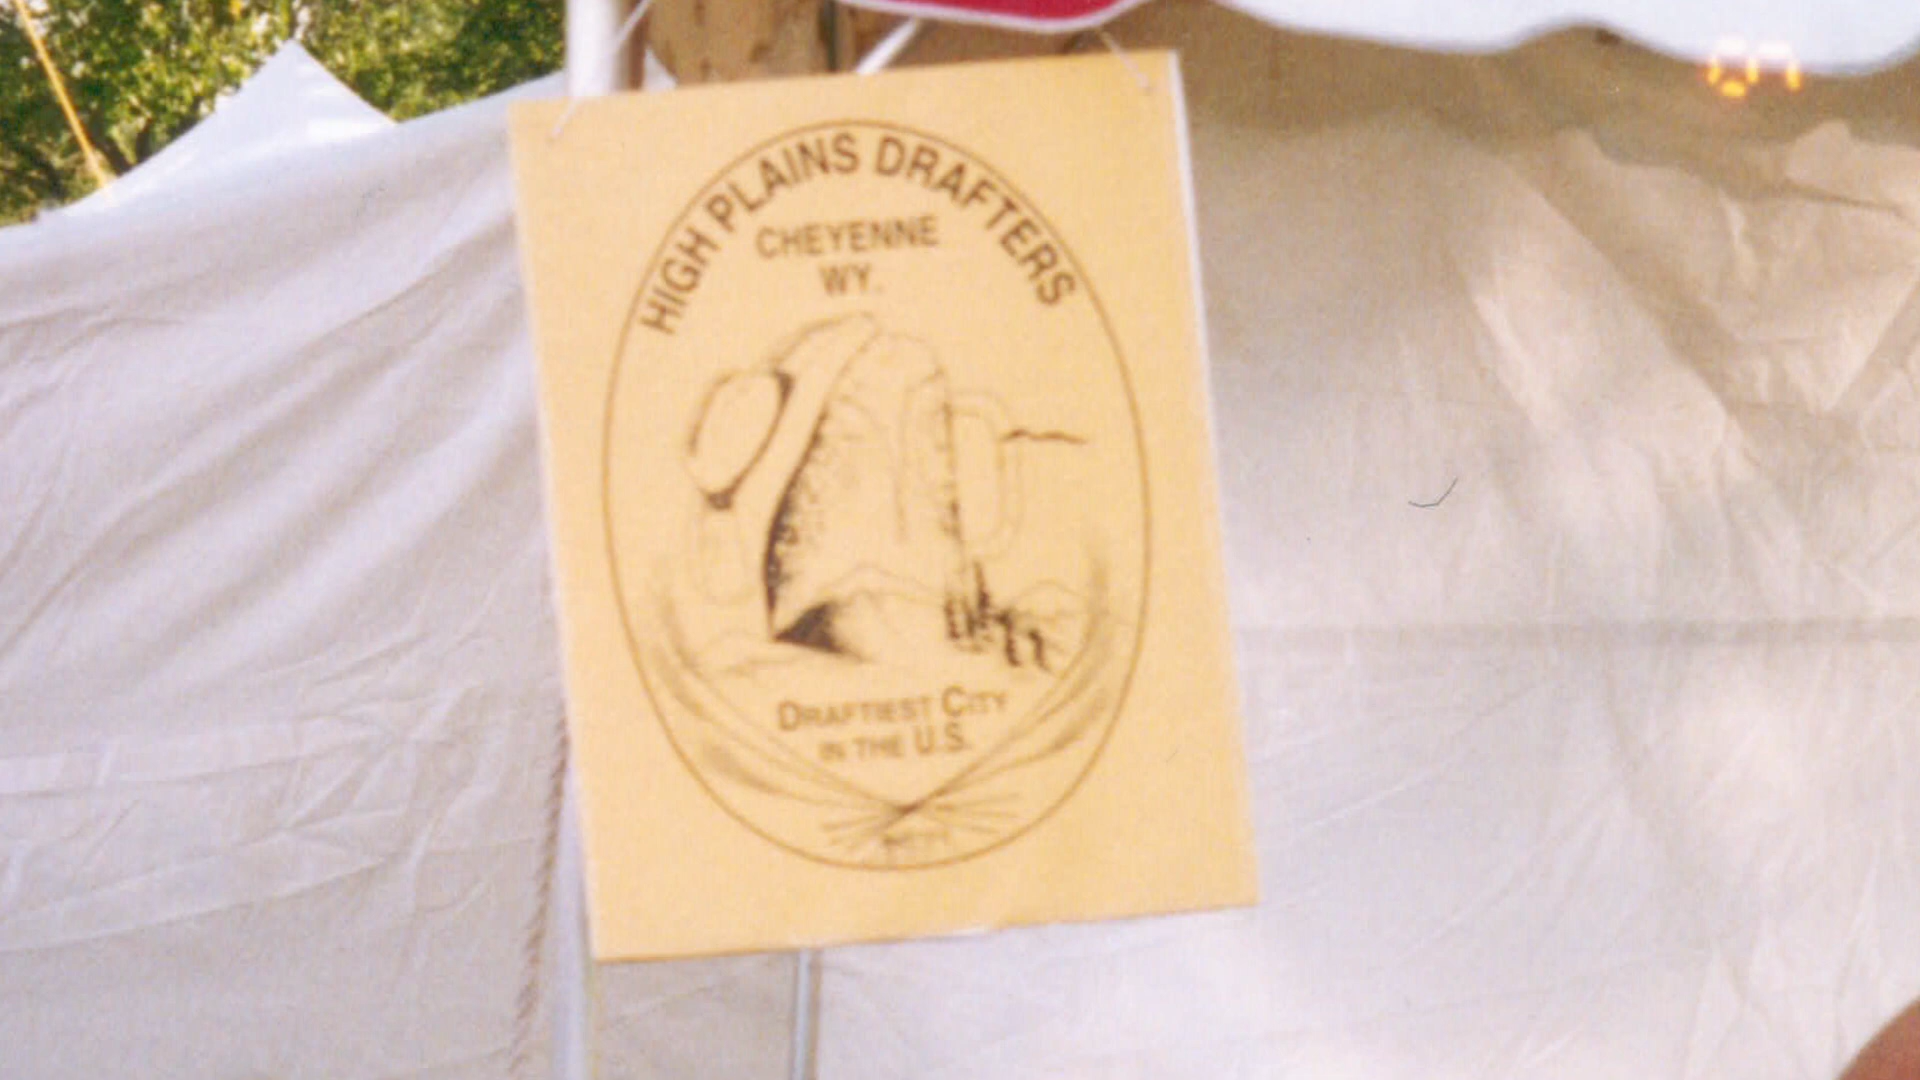 HIGH PLAINS DRAFTERS
CHEYENNE
WY.
DRAFTIEST CITY
IN THE U.S.